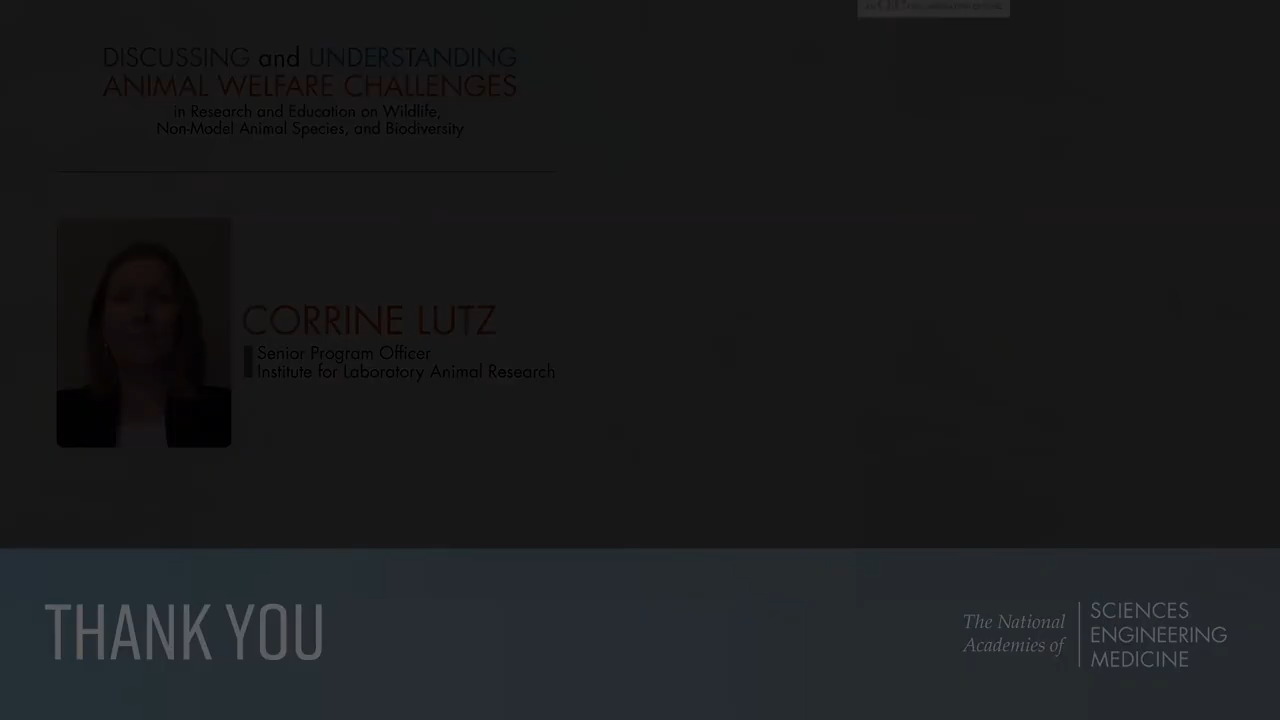 DISCUSSING and UNDERSTANDING
ANIMAL WELFARE CHALLENGES
in Research and Education on Wildlife,
Non-Model Animal Species, and Biodiversity
CORRINE LUTZ
Senior Program Officer
Institute for Laboratory Animal Research
THANK YOU
The National
Academies of
SCIENCES
ENGINEERING
MEDICINE